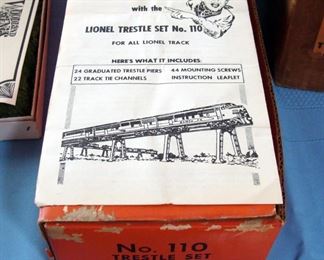 with the
LIONEL TRESTLE SET No. 110
FOR ALL LIONEL TRACK
HERE'S WHAT IT INCLUDES:
24 GRADUATED TRESTLE PIERS
44 MOUNTING SCREWS
22 TRACK TIE CHANNELS
INSTRUCTION LEAFLET
No. 110
TRESTLE SET